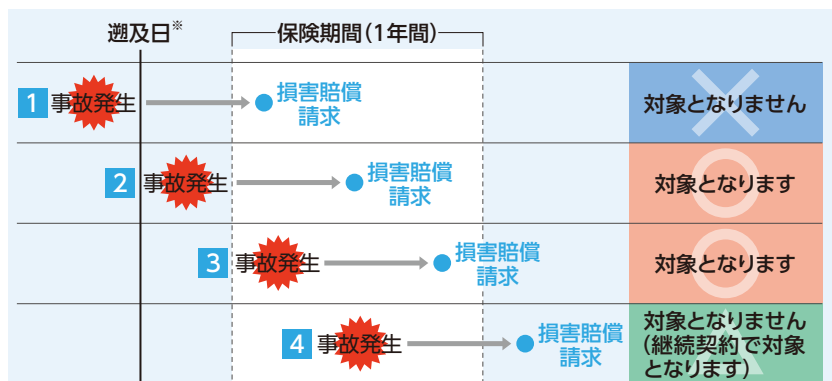 遡及日※
保険期間(1年間)
1 事故発生
損害賠償
請求
対象となりません
2 事故発生
損害賠償
請求
対象となります
3 事故発生
損害賠償
請求
対象となります
4 事故発生
損害賠償
請求
対象となりません
(継続契約で対象
となります)